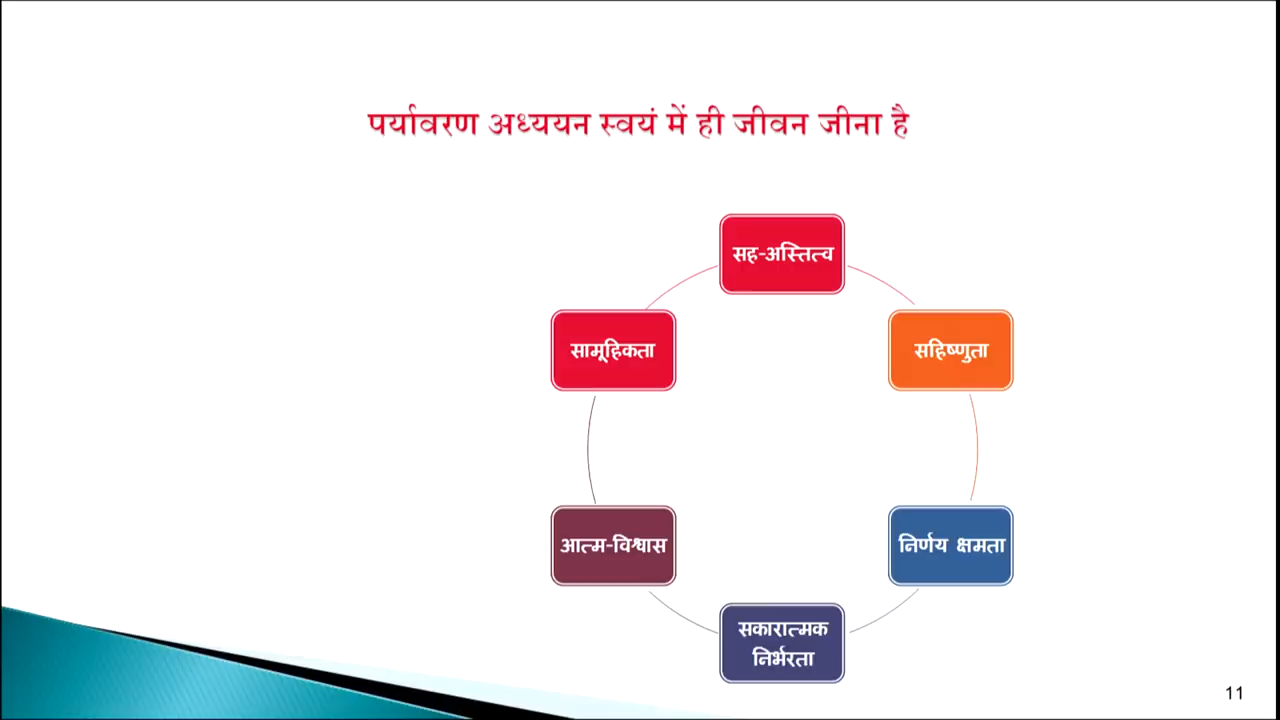 पर्यावरण अध्ययन स्वयं में ही जीवन जीना है
सह-अस्तित्व
सामूहिकता
सहिष्णुता
आत्म-विश्वास
निर्णय क्षमता
सकारात्मक
निर्भरता
11